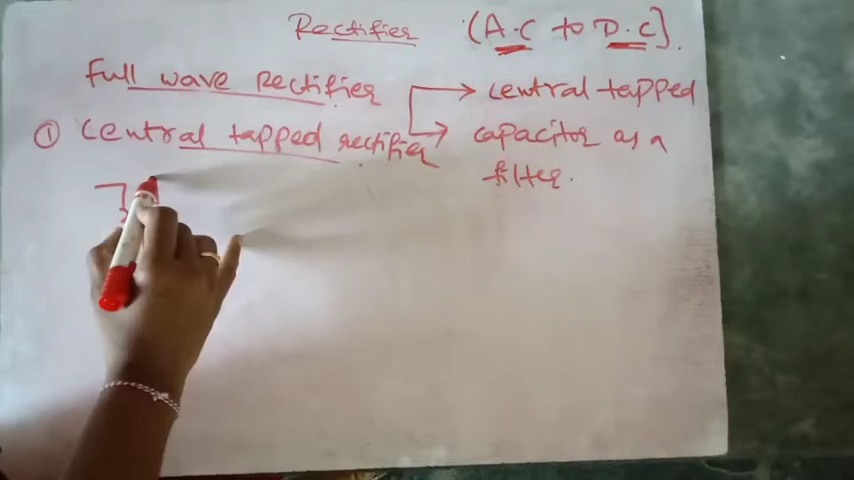 Rectifier (A.C to D.C).
Full wave Rectifier → central tapped
① central tapped rectifier → capacitor as a
filter.